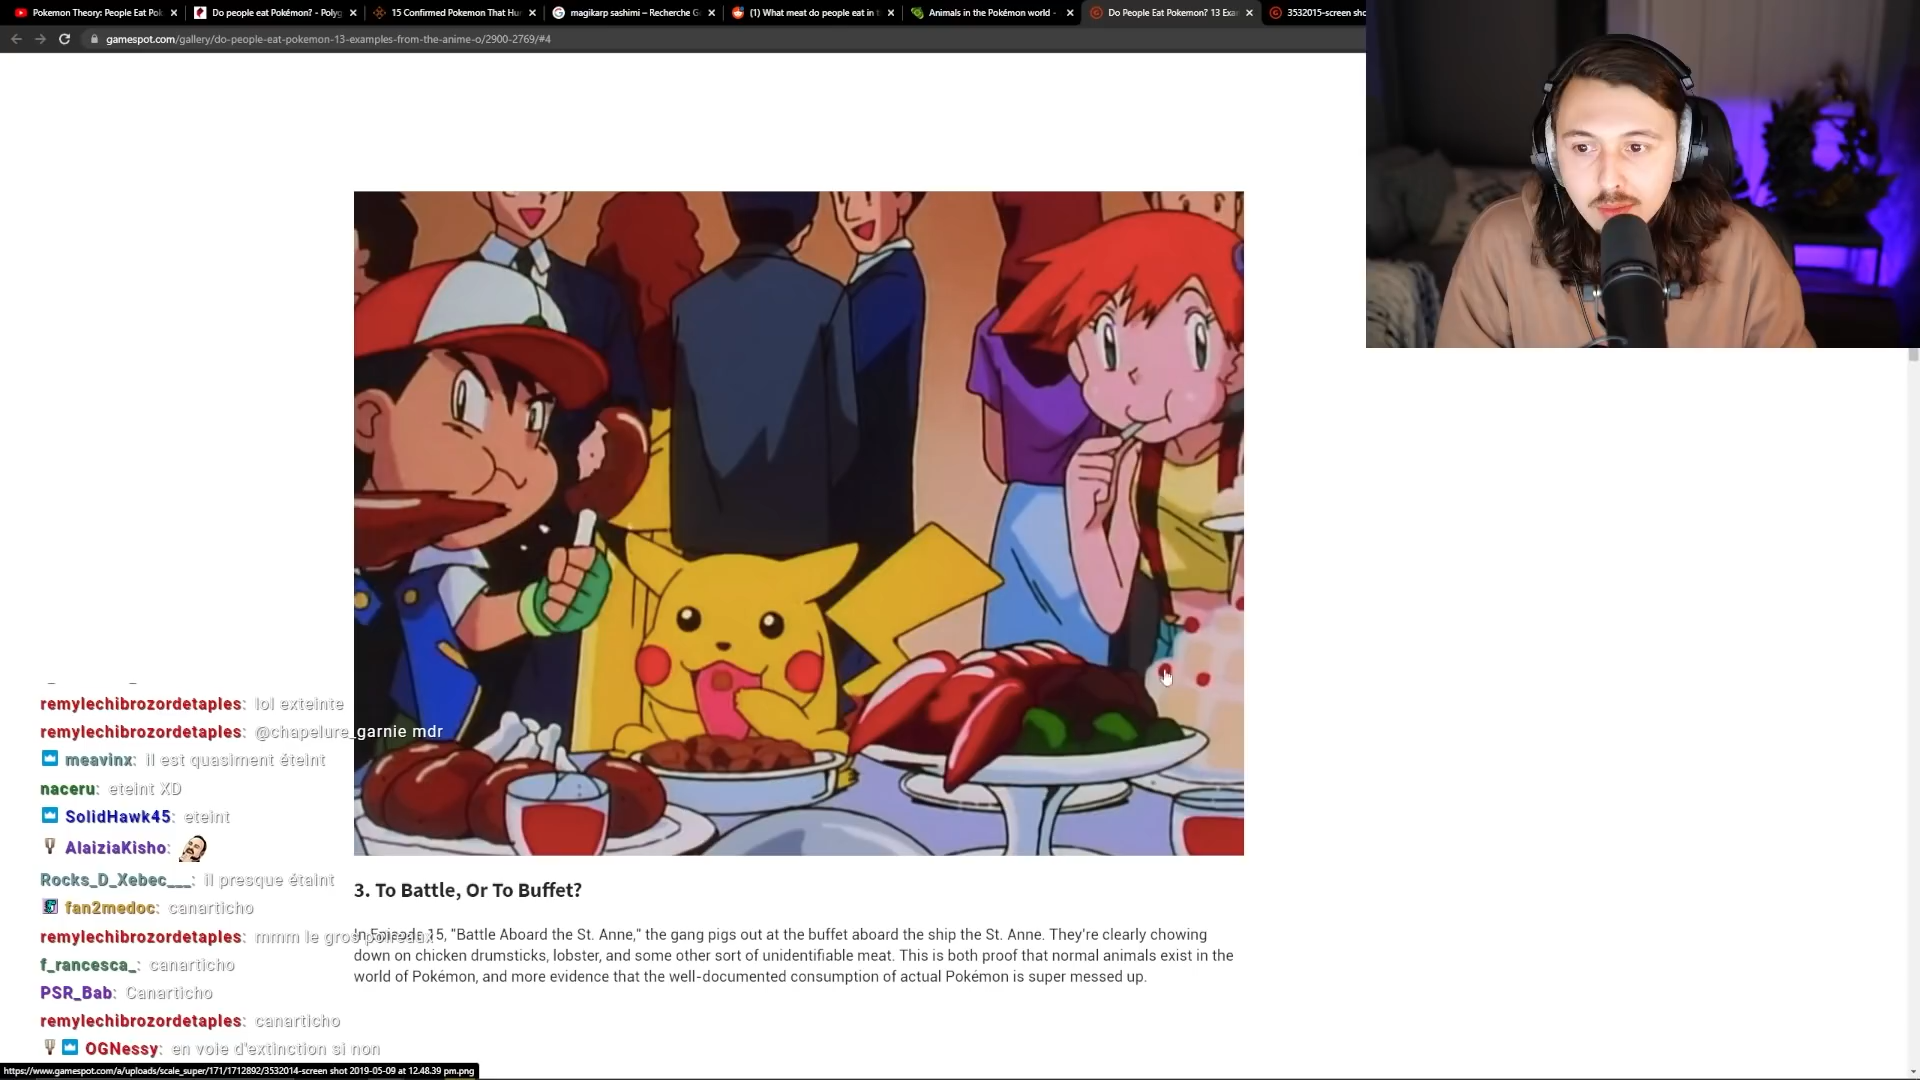 Pokemon Theory: People Eat Pok
Do people eat Pokémon? - Polyg
15 Confirmed Pokemon That Hu
magikarp sashimi – Recherche G
(1) What meat do people eat in t
Animals in the Pokémon world -
Do People Eat Pokemon? 13 Exa
3532015-screen sho
gamespot.com/gallery/do-people-eat-pokemon-13-examples-from-the-anime-o/2900-2769/#4
remylechibrozordetaples: lol exteinte
remylechibrozordetaples: @chapelure_garnie mdr
meavinx: il est quasiment éteint
naceru: eteint XD
SolidHawk45: eteint
AlaiziaKisho:
Rocks_D_Xebec___: il presque étaint
fan2medoc: canarticho
remylechibrozordetaples: mmm le gros poireaux
f_rancesca_: canarticho
PSR_Bab: Canarticho
remylechibrozordetaples: canarticho
OGNessy: en voie d'extinction si non
3. To Battle, Or To Buffet?
In Episode 15, "Battle Aboard the St. Anne," the gang pigs out at the buffet aboard the ship the St. Anne. They're clearly chowing
down on chicken drumsticks, lobster, and some other sort of unidentifiable meat. This is both proof that normal animals exist in the
world of Pokémon, and more evidence that the well-documented consumption of actual Pokémon is super messed up.
https://www.gamespot.com/a/uploads/scale_super/171/1712892/3532014-screen shot 2019-05-09 at 12.48.39 pm.png